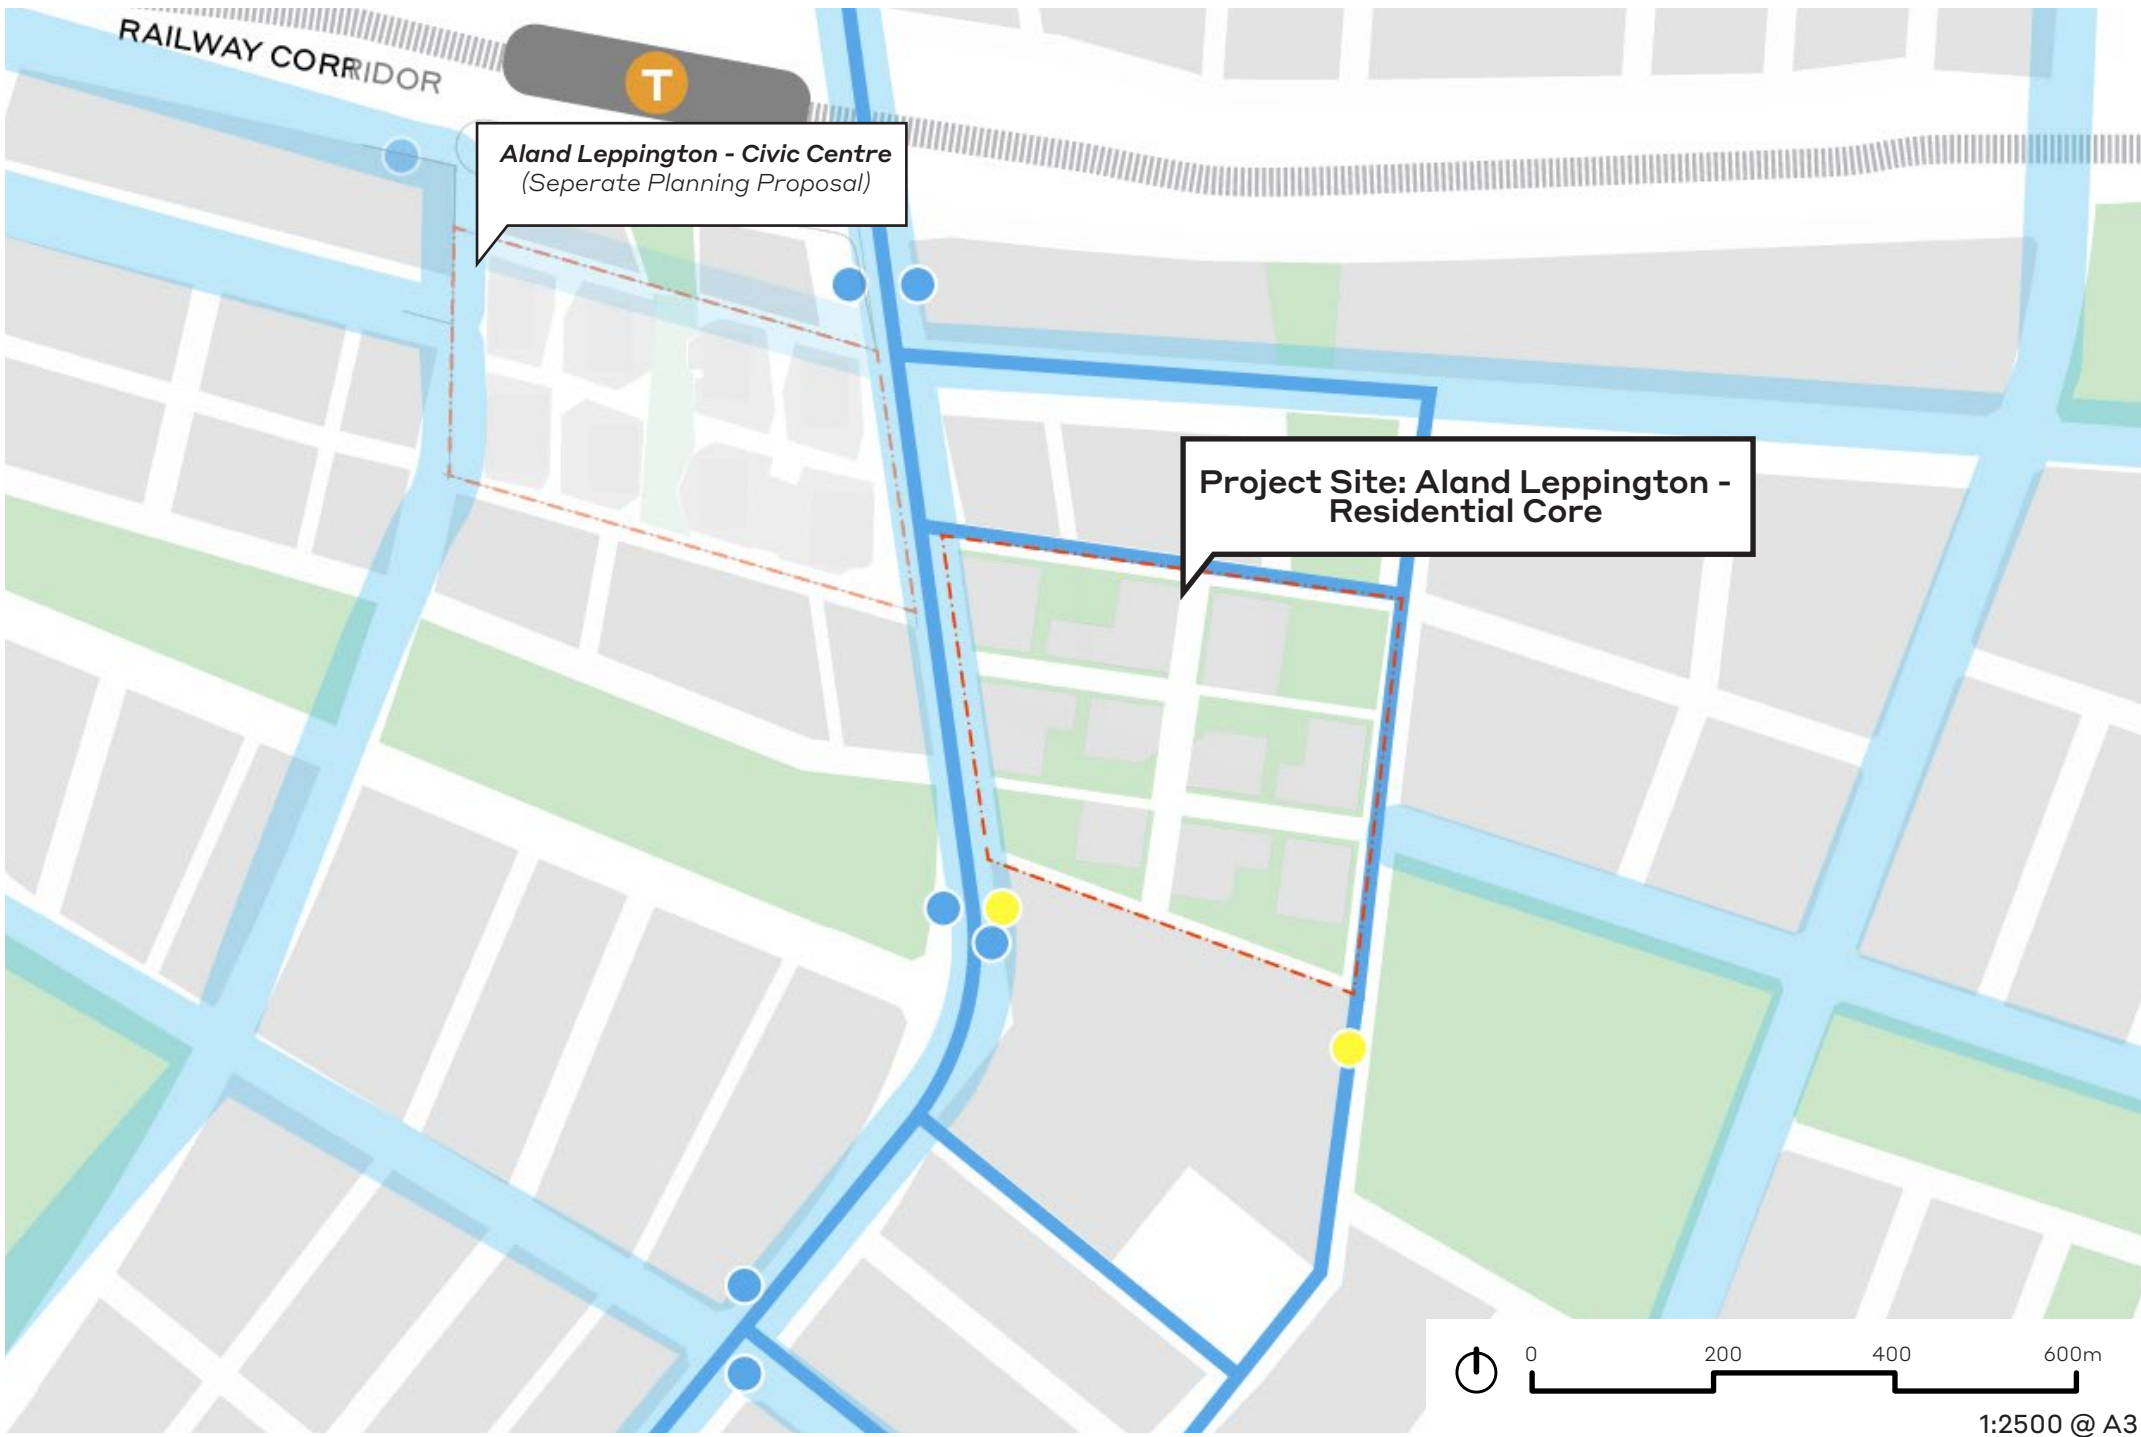 RAILWAY CORRIDOR
T
Aland Leppington - Civic Centre
(Seperate Planning Proposal)
Project Site: Aland Leppington -
Residential Core
0 200 400 600m
1:2500 @ A3